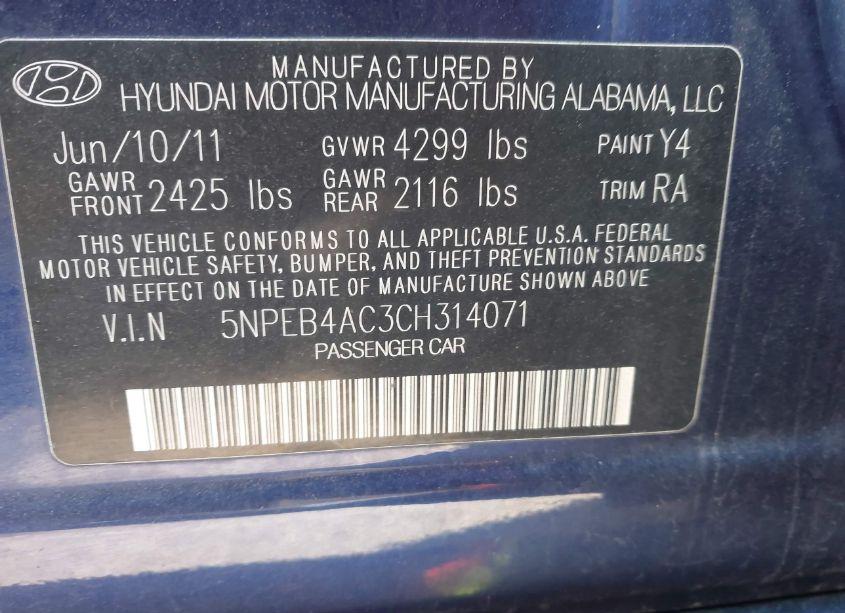 MANUFACTURED BY
HYUNDAI MOTOR MANUFACTURING ALABAMA, LLC
Jun/10/11 GVWR 4299 lbs PAINT Y4
GAWR FRONT 2425 lbs GAWR REAR 2116 lbs TRIM RA
THIS VEHICLE CONFORMS TO ALL APPLICABLE U.S.A. FEDERAL
MOTOR VEHICLE SAFETY, BUMPER, AND THEFT PREVENTION STANDARDS
IN EFFECT ON THE DATE OF MANUFACTURE SHOWN ABOVE
V.I.N 5NPEB4AC3CH314071
PASSENGER CAR